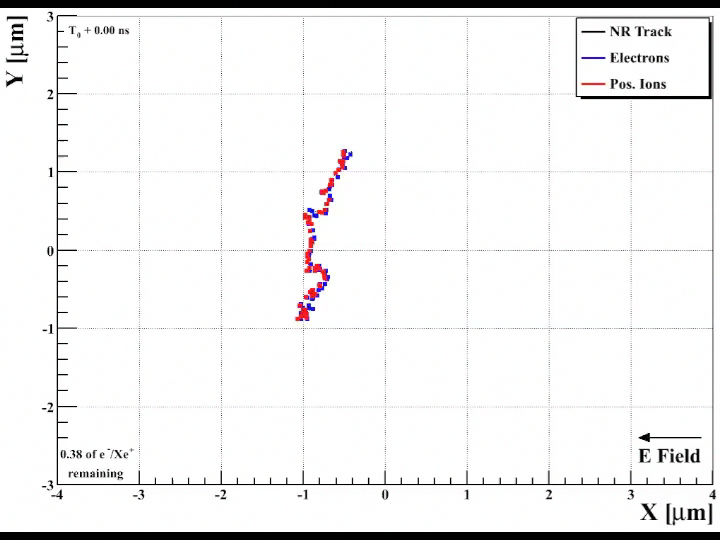 Y [μm]
3
T0 + 0.00 ns
NR Track
Electrons
Pos. Ions
2
1
0
-1
-2
E Field
0.38 of e-/Xe+
remaining
-3
-4 -3 -2 -1 0 1 2 3 4
X [μm]